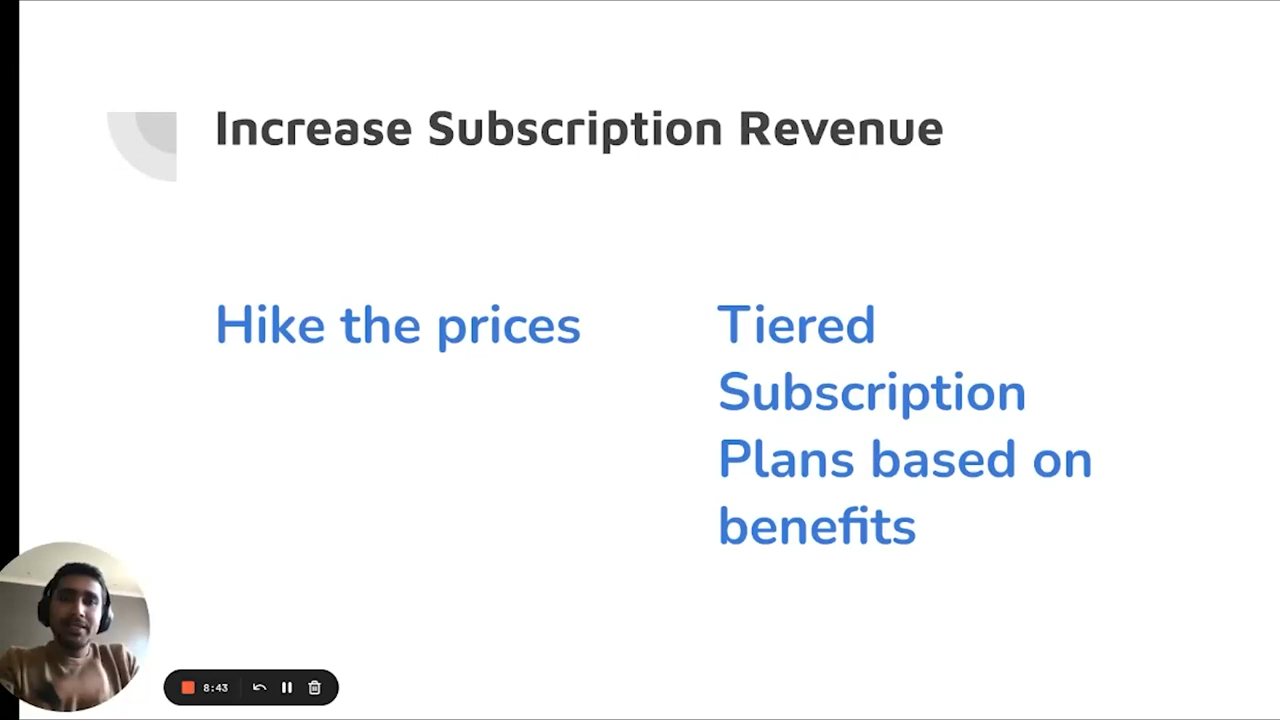 Increase Subscription Revenue
Hike the prices
Tiered
Subscription
Plans based on
benefits
8:43